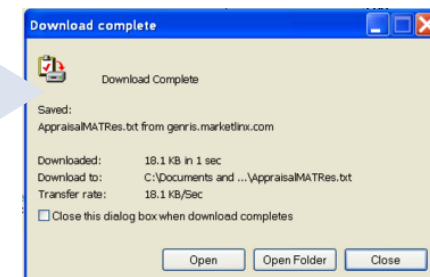 Download complete
Download Complete
Saved:
AppraisalMATRes.txt from genris.marketlinx.com
Downloaded: 18.1 KB in 1 sec
Download to: C:\Documents and ...\AppraisalMATRes.txt
Transfer rate: 18.1 KB/Sec
Close this dialog box when download completes
Open Open Folder Close